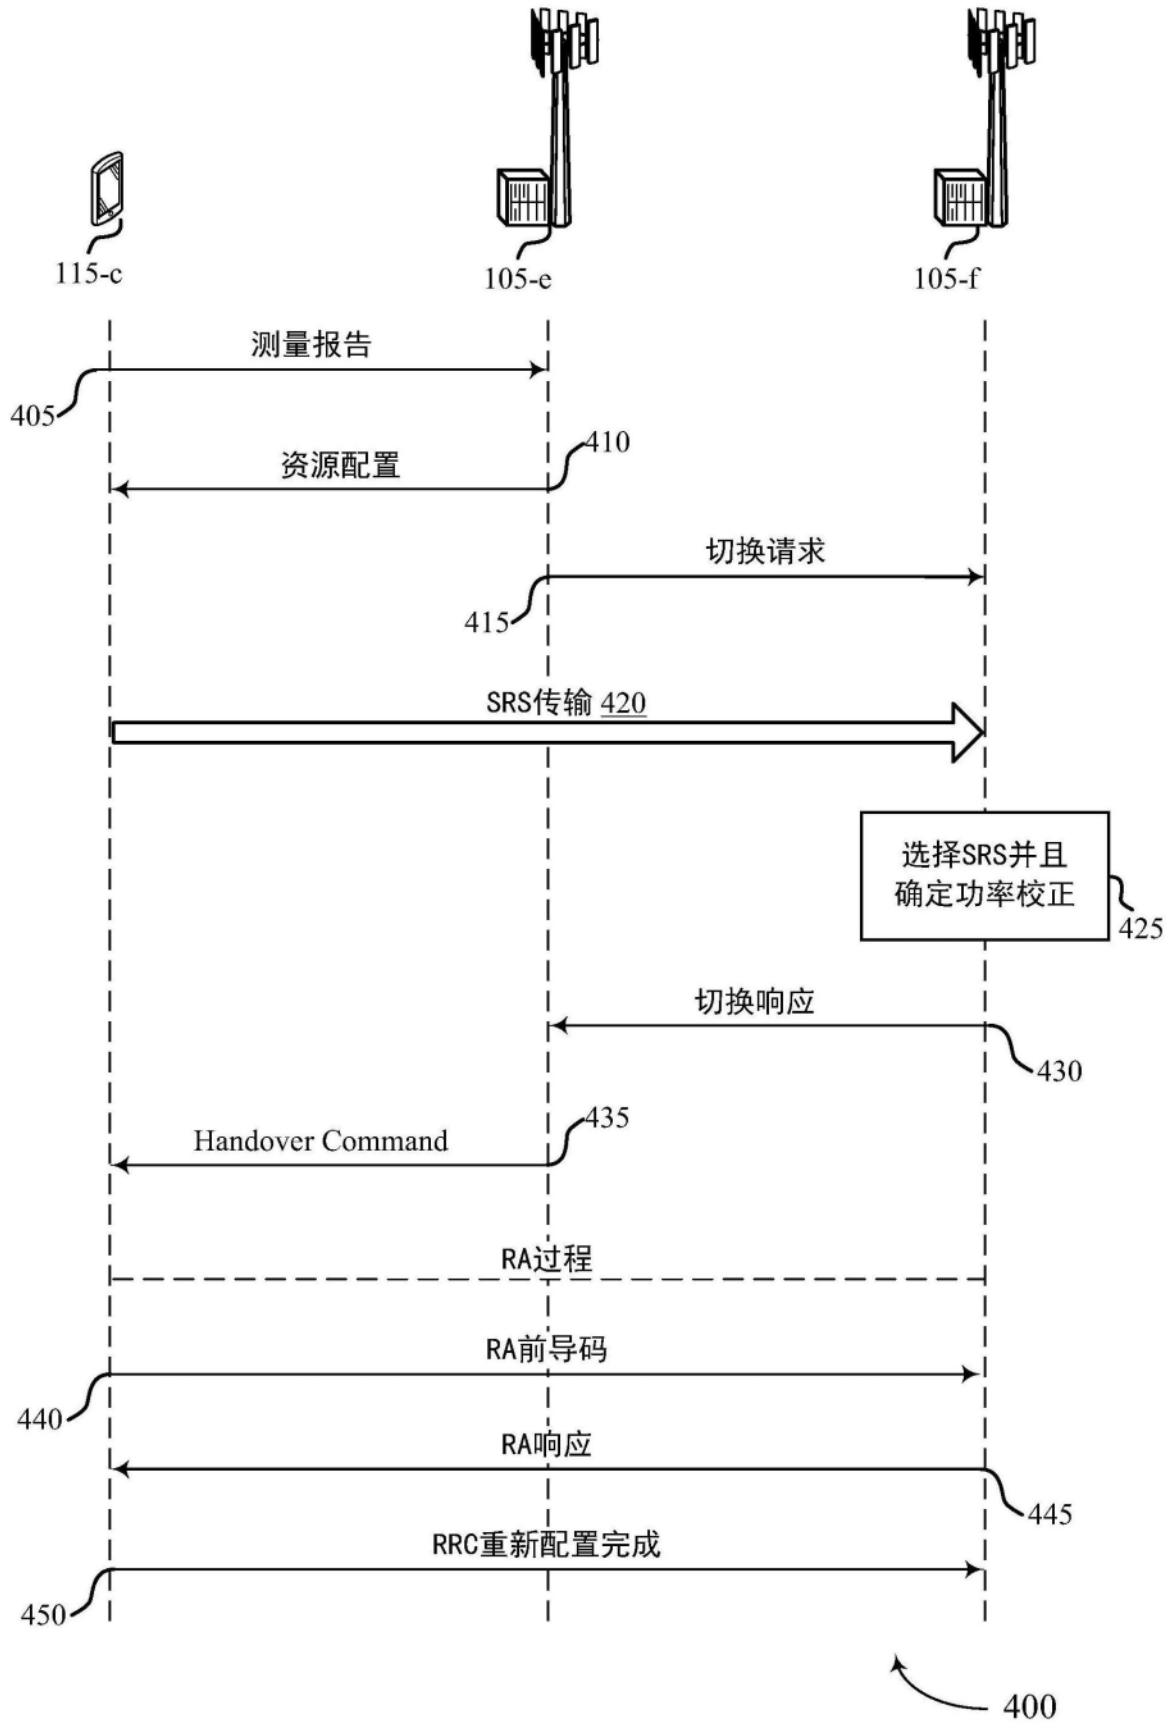 115-c
105-e
105-f
测量报告
405
410
资源配置
切换请求
415
SRS传输 420
选择SRS并且
确定功率校正
425
切换响应
430
435
Handover Command
RA过程
RA前导码
440
RA响应
445
RRC重新配置完成
450
400